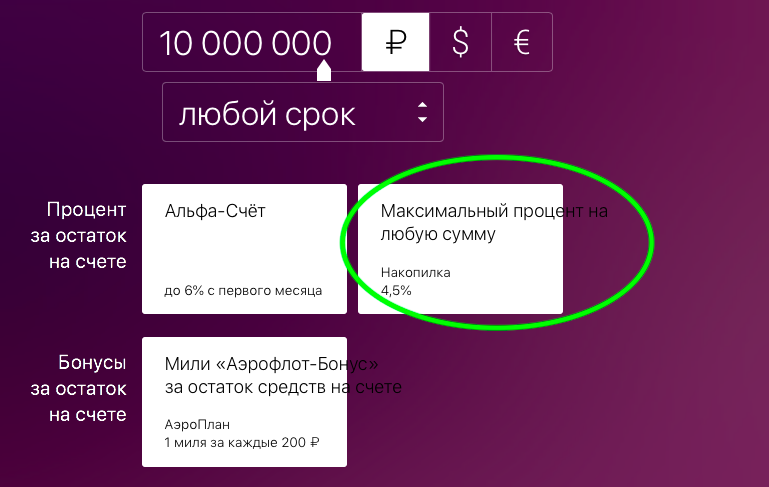 10 000 000 ₽ $ €
любой срок
Процент
за остаток
на счете
Альфа-Счёт
до 6% с первого месяца
Максимальный процент на
любую сумму
Накопилка
4,5%
Бонусы
за остаток
на счете
Мили «Аэрофлот-Бонус»
за остаток средств на счете
АэроПлан
1 миля за каждые 200 ₽